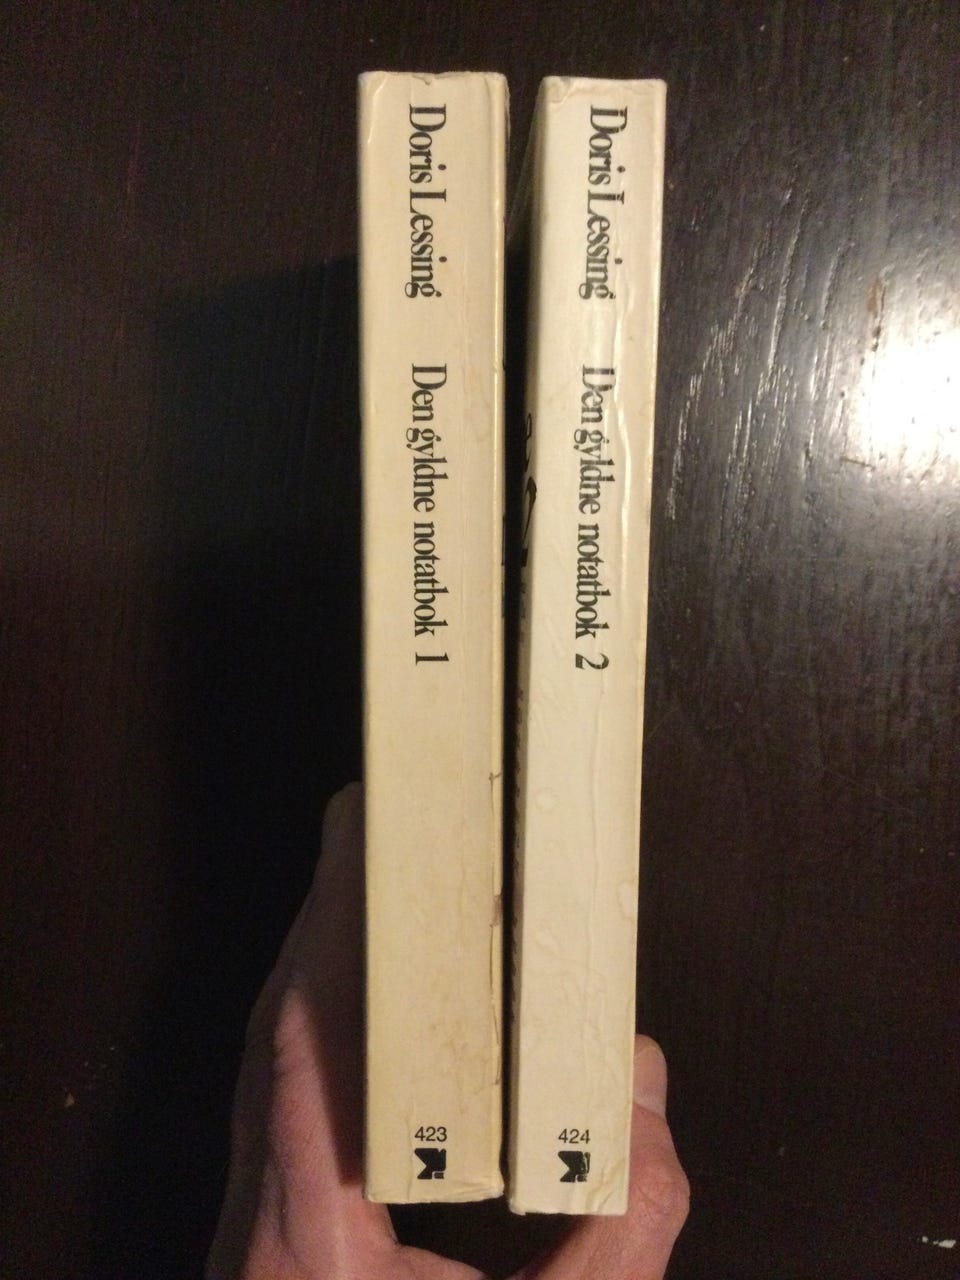 Doris Lessing Den gyldne notatbok 1
423
Doris Lessing Den gyldne notatbok 2
424